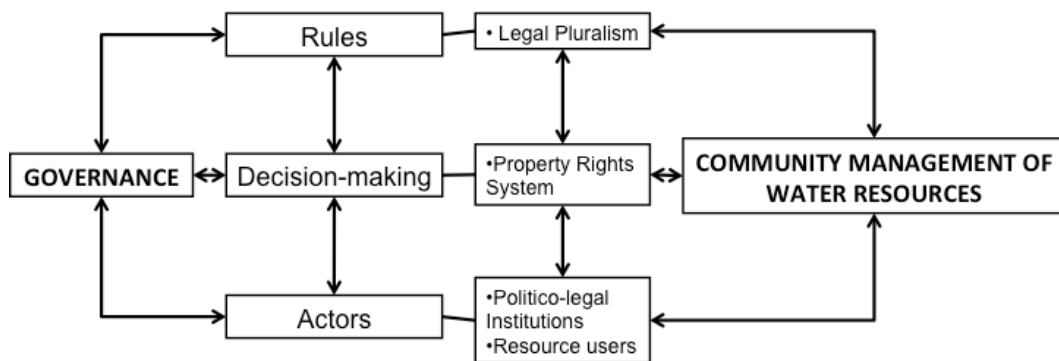 Rules
• Legal Pluralism
GOVERNANCE
Decision-making
•Property Rights
System
COMMUNITY MANAGEMENT OF
WATER RESOURCES
Actors
•Politico-legal
Institutions
•Resource users